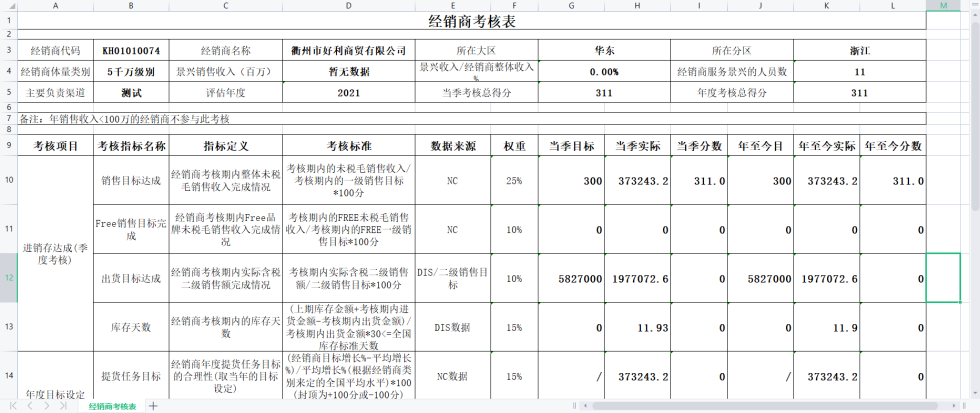 A B C D E F G H I J K L M
1 经销商考核表
2
3 经销商代码 KH01010074 经销商名称 衢州市好利商贸有限公司 所在大区 华东 所在分区 浙江
4 经销商体量类别 5千万级别 景兴销售收入（百万） 暂无数据 景兴收入/经销商整体收入 0.00% 经销商服务景兴的人员数 11
%
5 主要负责渠道 测试 评估年度 2021 当季考核总得分 311 年度考核总得分 311
6
7 备注: 年销售收入<100万的经销商不参与此考核
8
9 考核项目 考核指标名称 指标定义 考核标准 数据来源 权重 当季目标 当季实际 当季分数 年至今日 年至今实际 年至今分数
进销存达成(季
度考核)
10 销售目标达成
经销商考核期内整体未税
毛销售收入完成情况
考核期内的未税毛销售收入/
考核期内的一级销售目标
*100分
NC 25% 300 373243.2 311.0 300 373243.2 311.0
11 Free销售目标完
成
经销商考核期内Free品
牌未税毛销售收入完成情
况
考核期内的FREE未税毛销售
收入/考核期内的FREE一级销
售目标*100分
NC 10% 0 0 0 0 0 0
12 出货目标达成
经销商考核期内实际含税
二级销售额完成情况
考核期内实际含税二级销售
额/二级销售目标*100分
DIS/二级销售目
标
10% 5827000 1977072.6 0 5827000 1977072.6 0
13 库存天数
经销商考核期内的库存天
数
(上期库存金额+考核期内进
货金额-考核期内出货金额)/
考核期内出货金额*30<=全国
库存标准天数
DIS数据 15% 0 11.93 0 0 11.9 0
14 年度目标设定
提货任务目标
经销商年度提货任务目标
的合理性(取当年的目标
设定)
(经销商目标增长%-平均增长
%)/平均增长%(根据经销商类
别来定的全国平均水平)*100
(封顶为+100分或-100分)
NC数据 15% / 373243.2 0 / 373243.2 0
经销商考核表